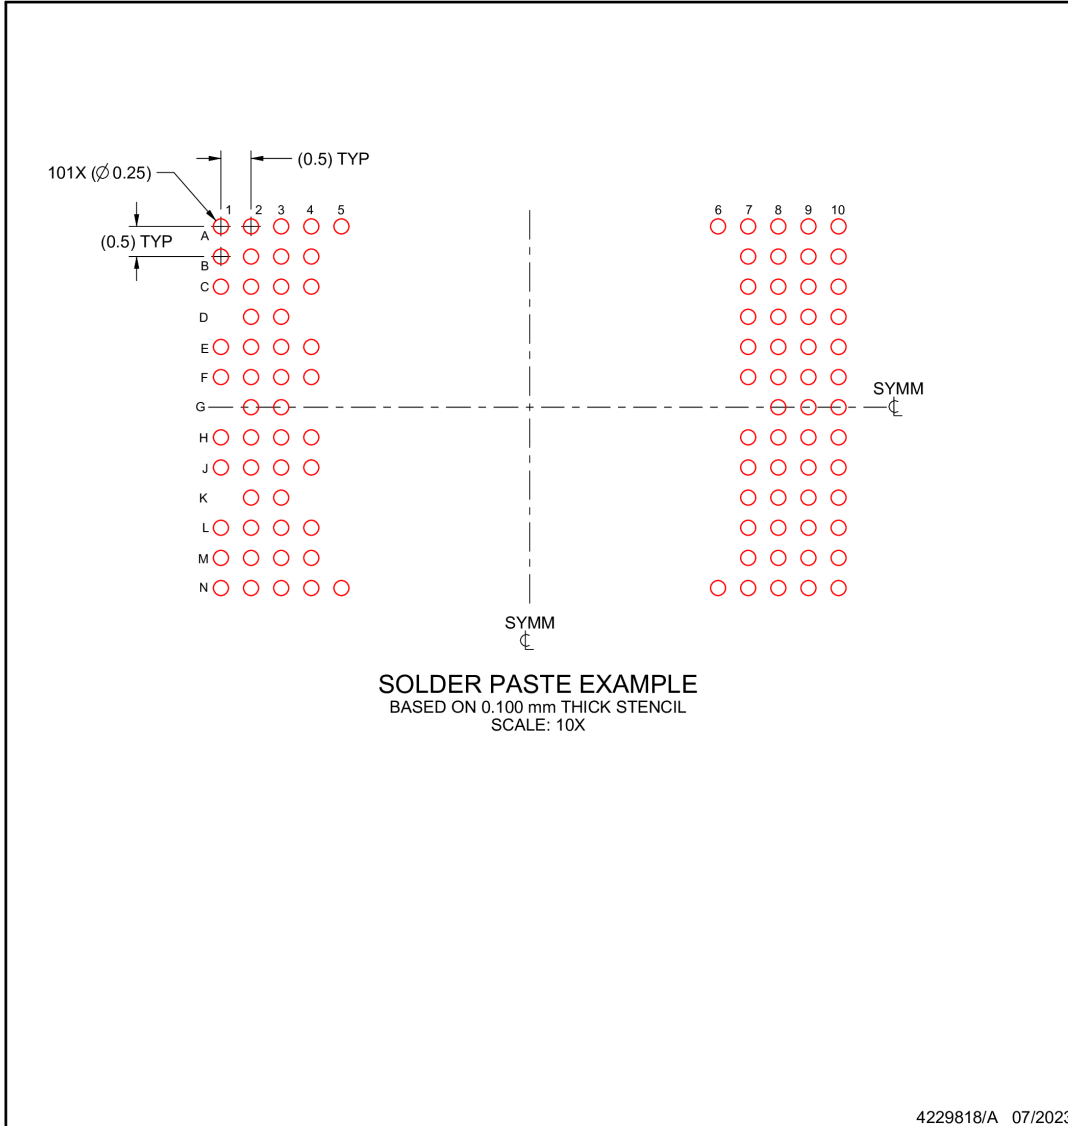 (0.5) TYP
101X (∅ 0.25)
1 2 3 4 5 6 7 8 9 10
A
(0.5) TYP
B
C
D
E
F
SYMM
G
℄
H
J
K
L
M
N
SYMM
℄
SOLDER PASTE EXAMPLE
BASED ON 0.100 mm THICK STENCIL
SCALE: 10X
4229818/A 07/2023